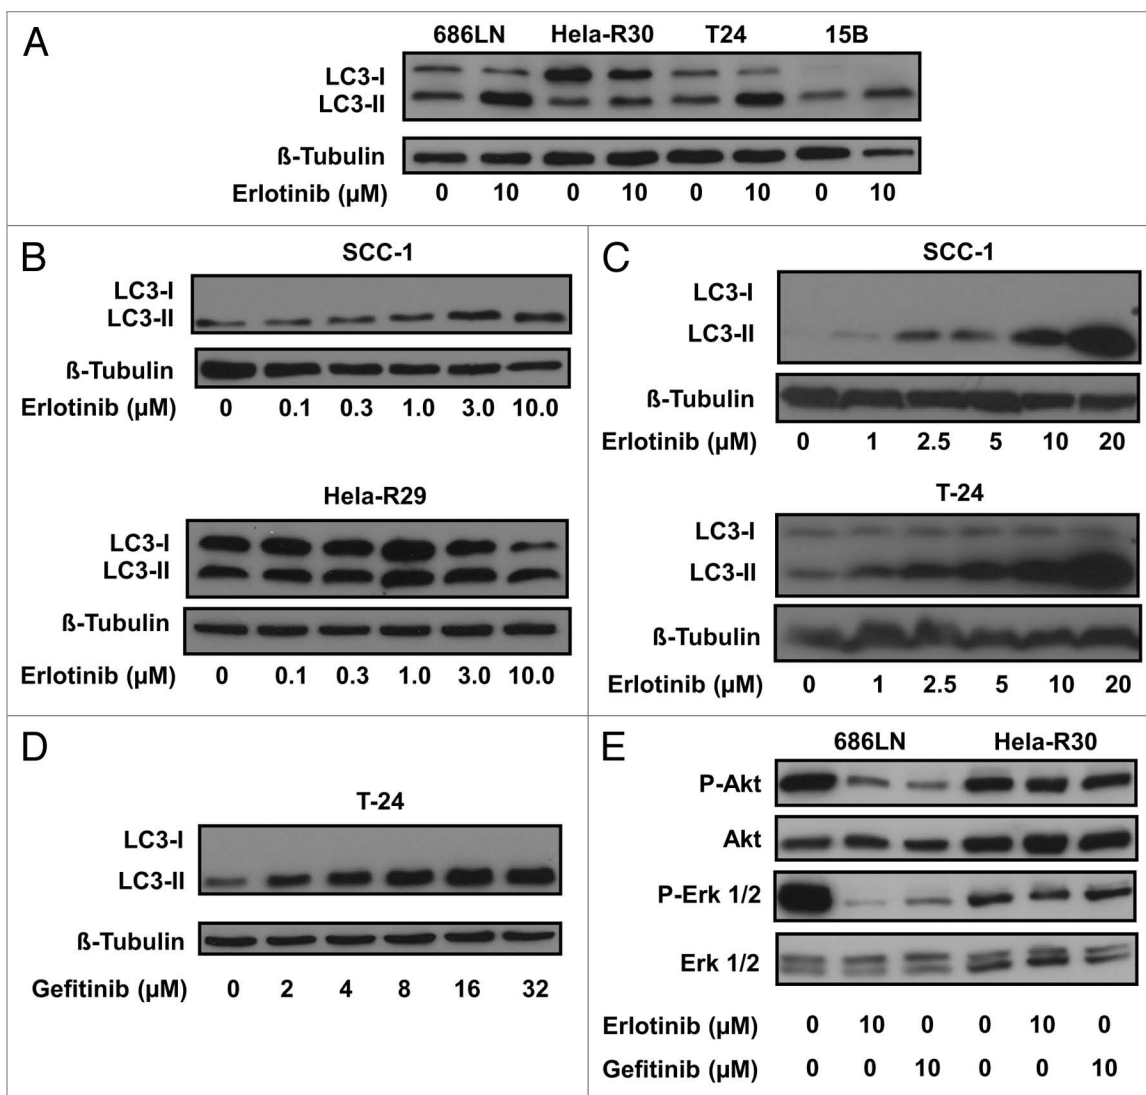 A
686LN Hela-R30 T24 15B
LC3-I
LC3-II
ß-Tubulin
Erlotinib (µM) 0 10 0 10 0 10 0 10
B
SCC-1
LC3-I
LC3-II
ß-Tubulin
Erlotinib (µM) 0 0.1 0.3 1.0 3.0 10.0
Hela-R29
LC3-I
LC3-II
ß-Tubulin
Erlotinib (µM) 0 0.1 0.3 1.0 3.0 10.0
C
SCC-1
LC3-I
LC3-II
ß-Tubulin
Erlotinib (µM) 0 1 2.5 5 10 20
T-24
LC3-I
LC3-II
ß-Tubulin
Erlotinib (µM) 0 1 2.5 5 10 20
D
T-24
LC3-I
LC3-II
ß-Tubulin
Gefitinib (µM) 0 2 4 8 16 32
E
686LN Hela-R30
P-Akt
Akt
P-Erk 1/2
Erk 1/2
Erlotinib (µM) 0 10 0 0 10 0
Gefitinib (µM) 0 0 10 0 0 10